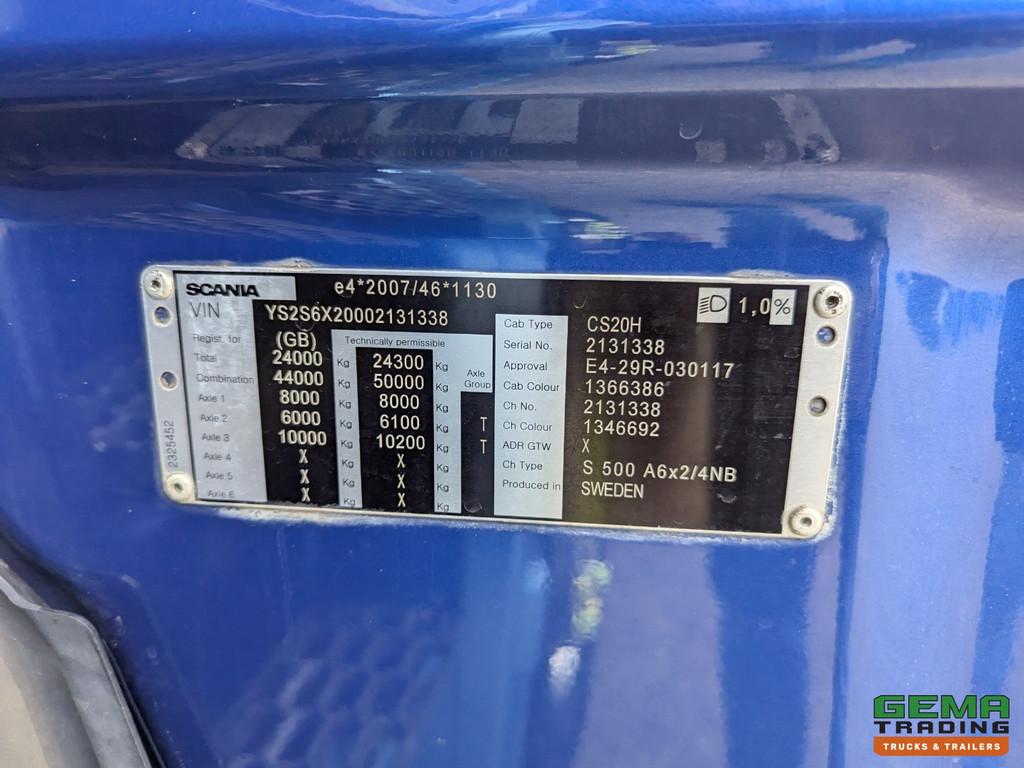 SCANIA e4*2007/46*1130
VIN YS2S6X20002131338
1,0%
Regist. for (GB) Technically permissible
Total 24000 Kg 24300 Kg Axle Group
Combination 44000 Kg 50000 Kg
Axle 1 8000 Kg 8000 Kg
Axle 2 6000 Kg 6100 Kg T
Axle 3 10000 Kg 10200 Kg T
Axle 4 X Kg X Kg
Axle 5 X Kg X Kg
Axle 6 X Kg X Kg
2325452
Cab Type CS20H
Serial No. 2131338
Approval E4-29R-030117
Cab Colour 1366386
Ch No. 2131338
Ch Colour 1346692
ADR GTW X
Ch Type S 500 A6x2/4NB
Produced in SWEDEN
GEMA
TRADING
TRUCKS & TRAILERS